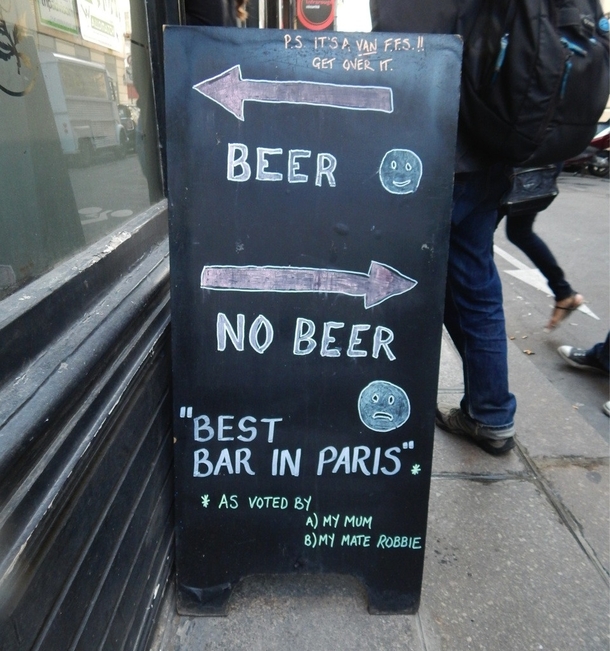 P.S IT'S A VAN F.F.S.!!
GET OVER IT.
BEER
NO BEER
"BEST
BAR IN PARIS"*
* AS VOTED BY
A) MY MUM
B) MY MATE ROBBIE